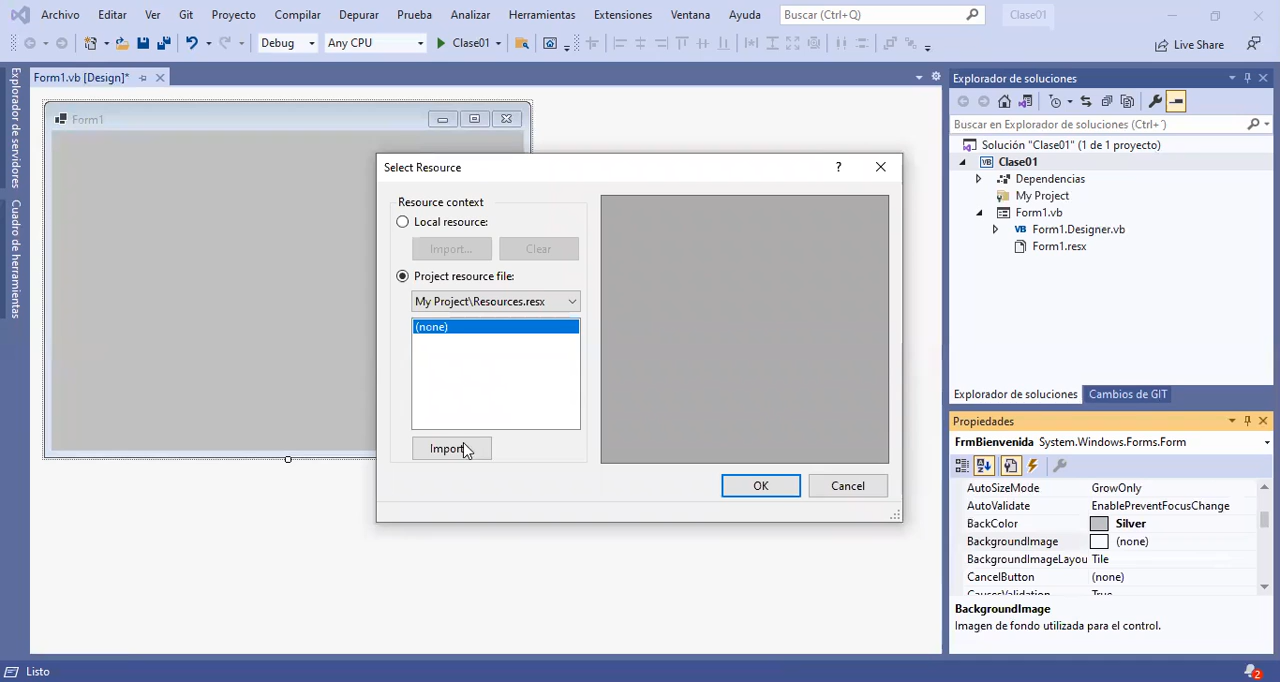 Archivo Editar Ver Git Proyecto Compilar Depurar Prueba Analizar Herramientas Extensiones Ventana Ayuda Buscar (Ctrl+Q) Clase01
Debug Any CPU Clase01 Live Share
Form1.vb [Design]*
Explorador de servidores
Cuadro de herramientas
Form1
Select Resource
?
Resource context
Local resource:
Import... Clear
Project resource file:
My Project\Resources.resx
(none)
Import
OK Cancel
Explorador de soluciones
Buscar en Explorador de soluciones (Ctrl+´)
Solución "Clase01" (1 de 1 proyecto)
VB Clase01
Dependencias
My Project
Form1.vb
VB Form1.Designer.vb
Form1.resx
Explorador de soluciones Cambios de GIT
Propiedades
FrmBienvenida System.Windows.Forms.Form
AutoSizeMode GrowOnly
AutoValidate EnablePreventFocusChange
BackColor Silver
BackgroundImage (none)
BackgroundImageLayou Tile
CancelButton (none)
CausesValidation True
BackgroundImage
Imagen de fondo utilizada para el control.
Listo
2